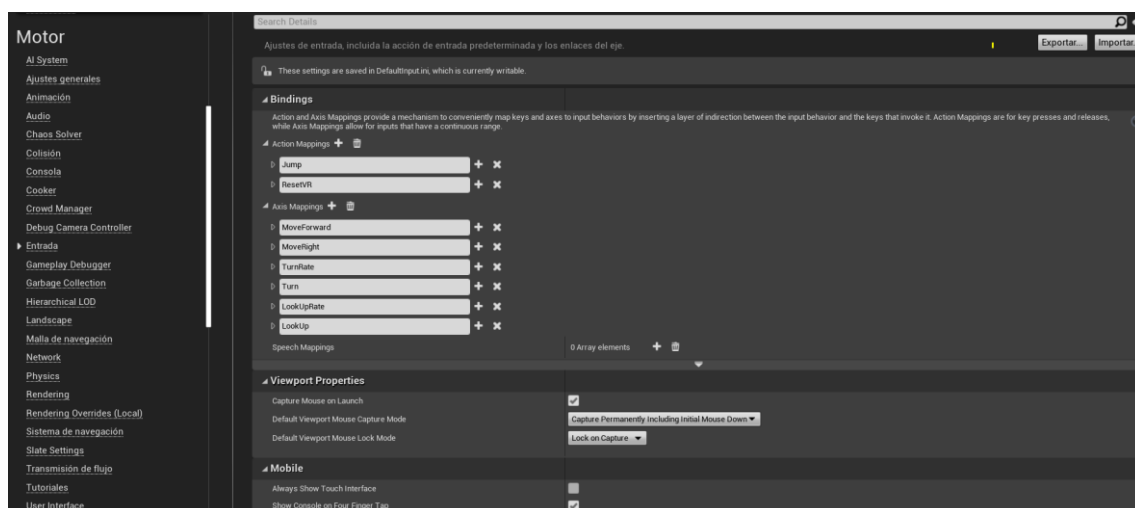 Motor
AI System
Ajustes generales
Animación
Audio
Chaos Solver
Colisión
Consola
Cooker
Crowd Manager
Debug Camera Controller
Entrada
Gameplay Debugger
Garbage Collection
Hierarchical LOD
Landscape
Malla de navegación
Network
Physics
Rendering
Rendering Overrides (Local)
Sistema de navegación
Slate Settings
Transmisión de flujo
Tutoriales
User Interface
Search Details
Ajustes de entrada, incluida la acción de entrada predeterminada y los enlaces del eje.
Exportar... Importar.
These settings are saved in DefaultInput.ini, which is currently writable.
Bindings
Action and Axis Mappings provide a mechanism to conveniently map keys and axes to input behaviors by inserting a layer of indirection between the input behavior and the keys that invoke it. Action Mappings are for key presses and releases,
while Axis Mappings allow for inputs that have a continuous range.
Action Mappings
Jump
ResetVR
Axis Mappings
MoveForward
MoveRight
TurnRate
Turn
LookUpRate
LookUp
Speech Mappings 0 Array elements
Viewport Properties
Capture Mouse on Launch
Default Viewport Mouse Capture Mode Capture Permanently Including Initial Mouse Down
Default Viewport Mouse Lock Mode Lock on Capture
Mobile
Always Show Touch Interface
Show Console on Four Finger Tap